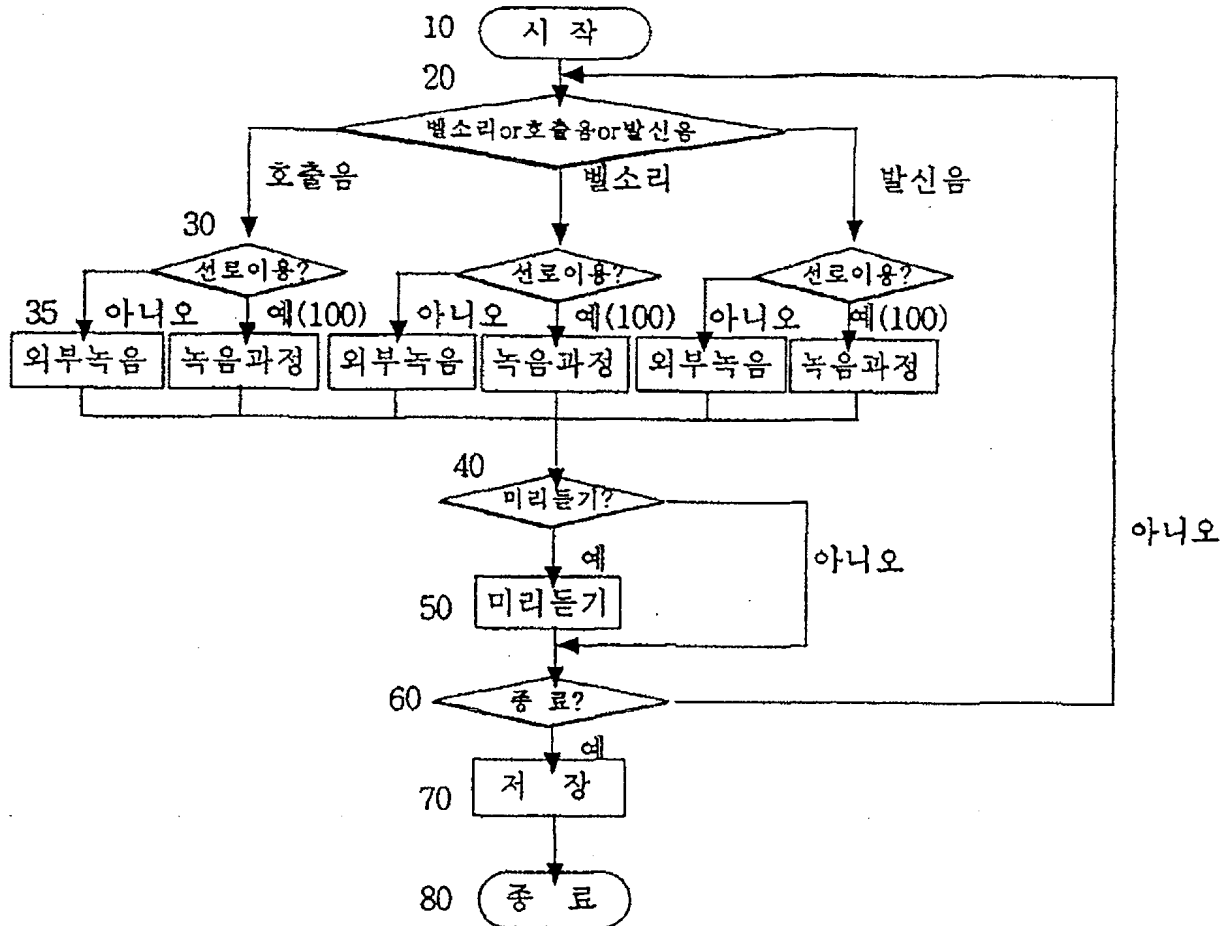 10 시 작
20
벨소리or호출음or발신음
호출음 벨소리 발신음
30
선로이용? 선로이용? 선로이용?
35 아니오 예(100) 아니오 예(100) 아니오 예(100)
외부녹음 녹음과정 외부녹음 녹음과정 외부녹음 녹음과정
40
미리듣기?
아니오
예 아니오
50 미리듣기
60 종 료?
예
70 저 장
80 종 료